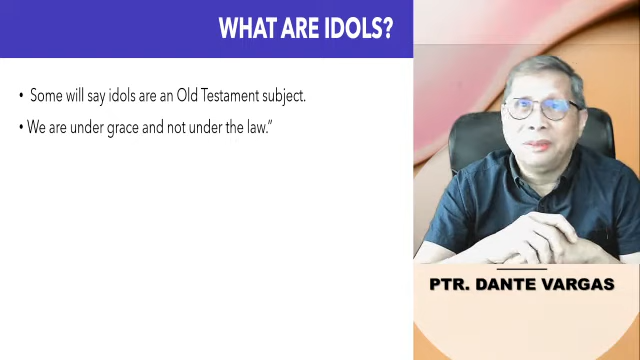 WHAT ARE IDOLS?
• Some will say idols are an Old Testament subject.
• We are under grace and not under the law.”
PTR. DANTE VARGAS